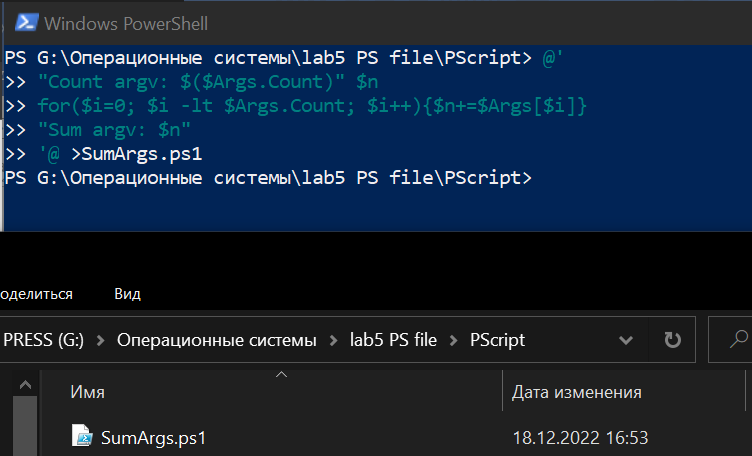 Windows PowerShell
PS G:\Операционные системы\lab5 PS file\PScript> @'
>> "Count argv: $($Args.Count)" $n
>> for($i=0; $i -lt $Args.Count; $i++){$n+=$Args[$i]}
>> "Sum argv: $n"
>> '@ >SumArgs.ps1
PS G:\Операционные системы\lab5 PS file\PScript>
оделиться Вид
PRESS (G:) > Операционные системы > lab5 PS file > PScript
Имя Дата изменения
SumArgs.ps1 18.12.2022 16:53